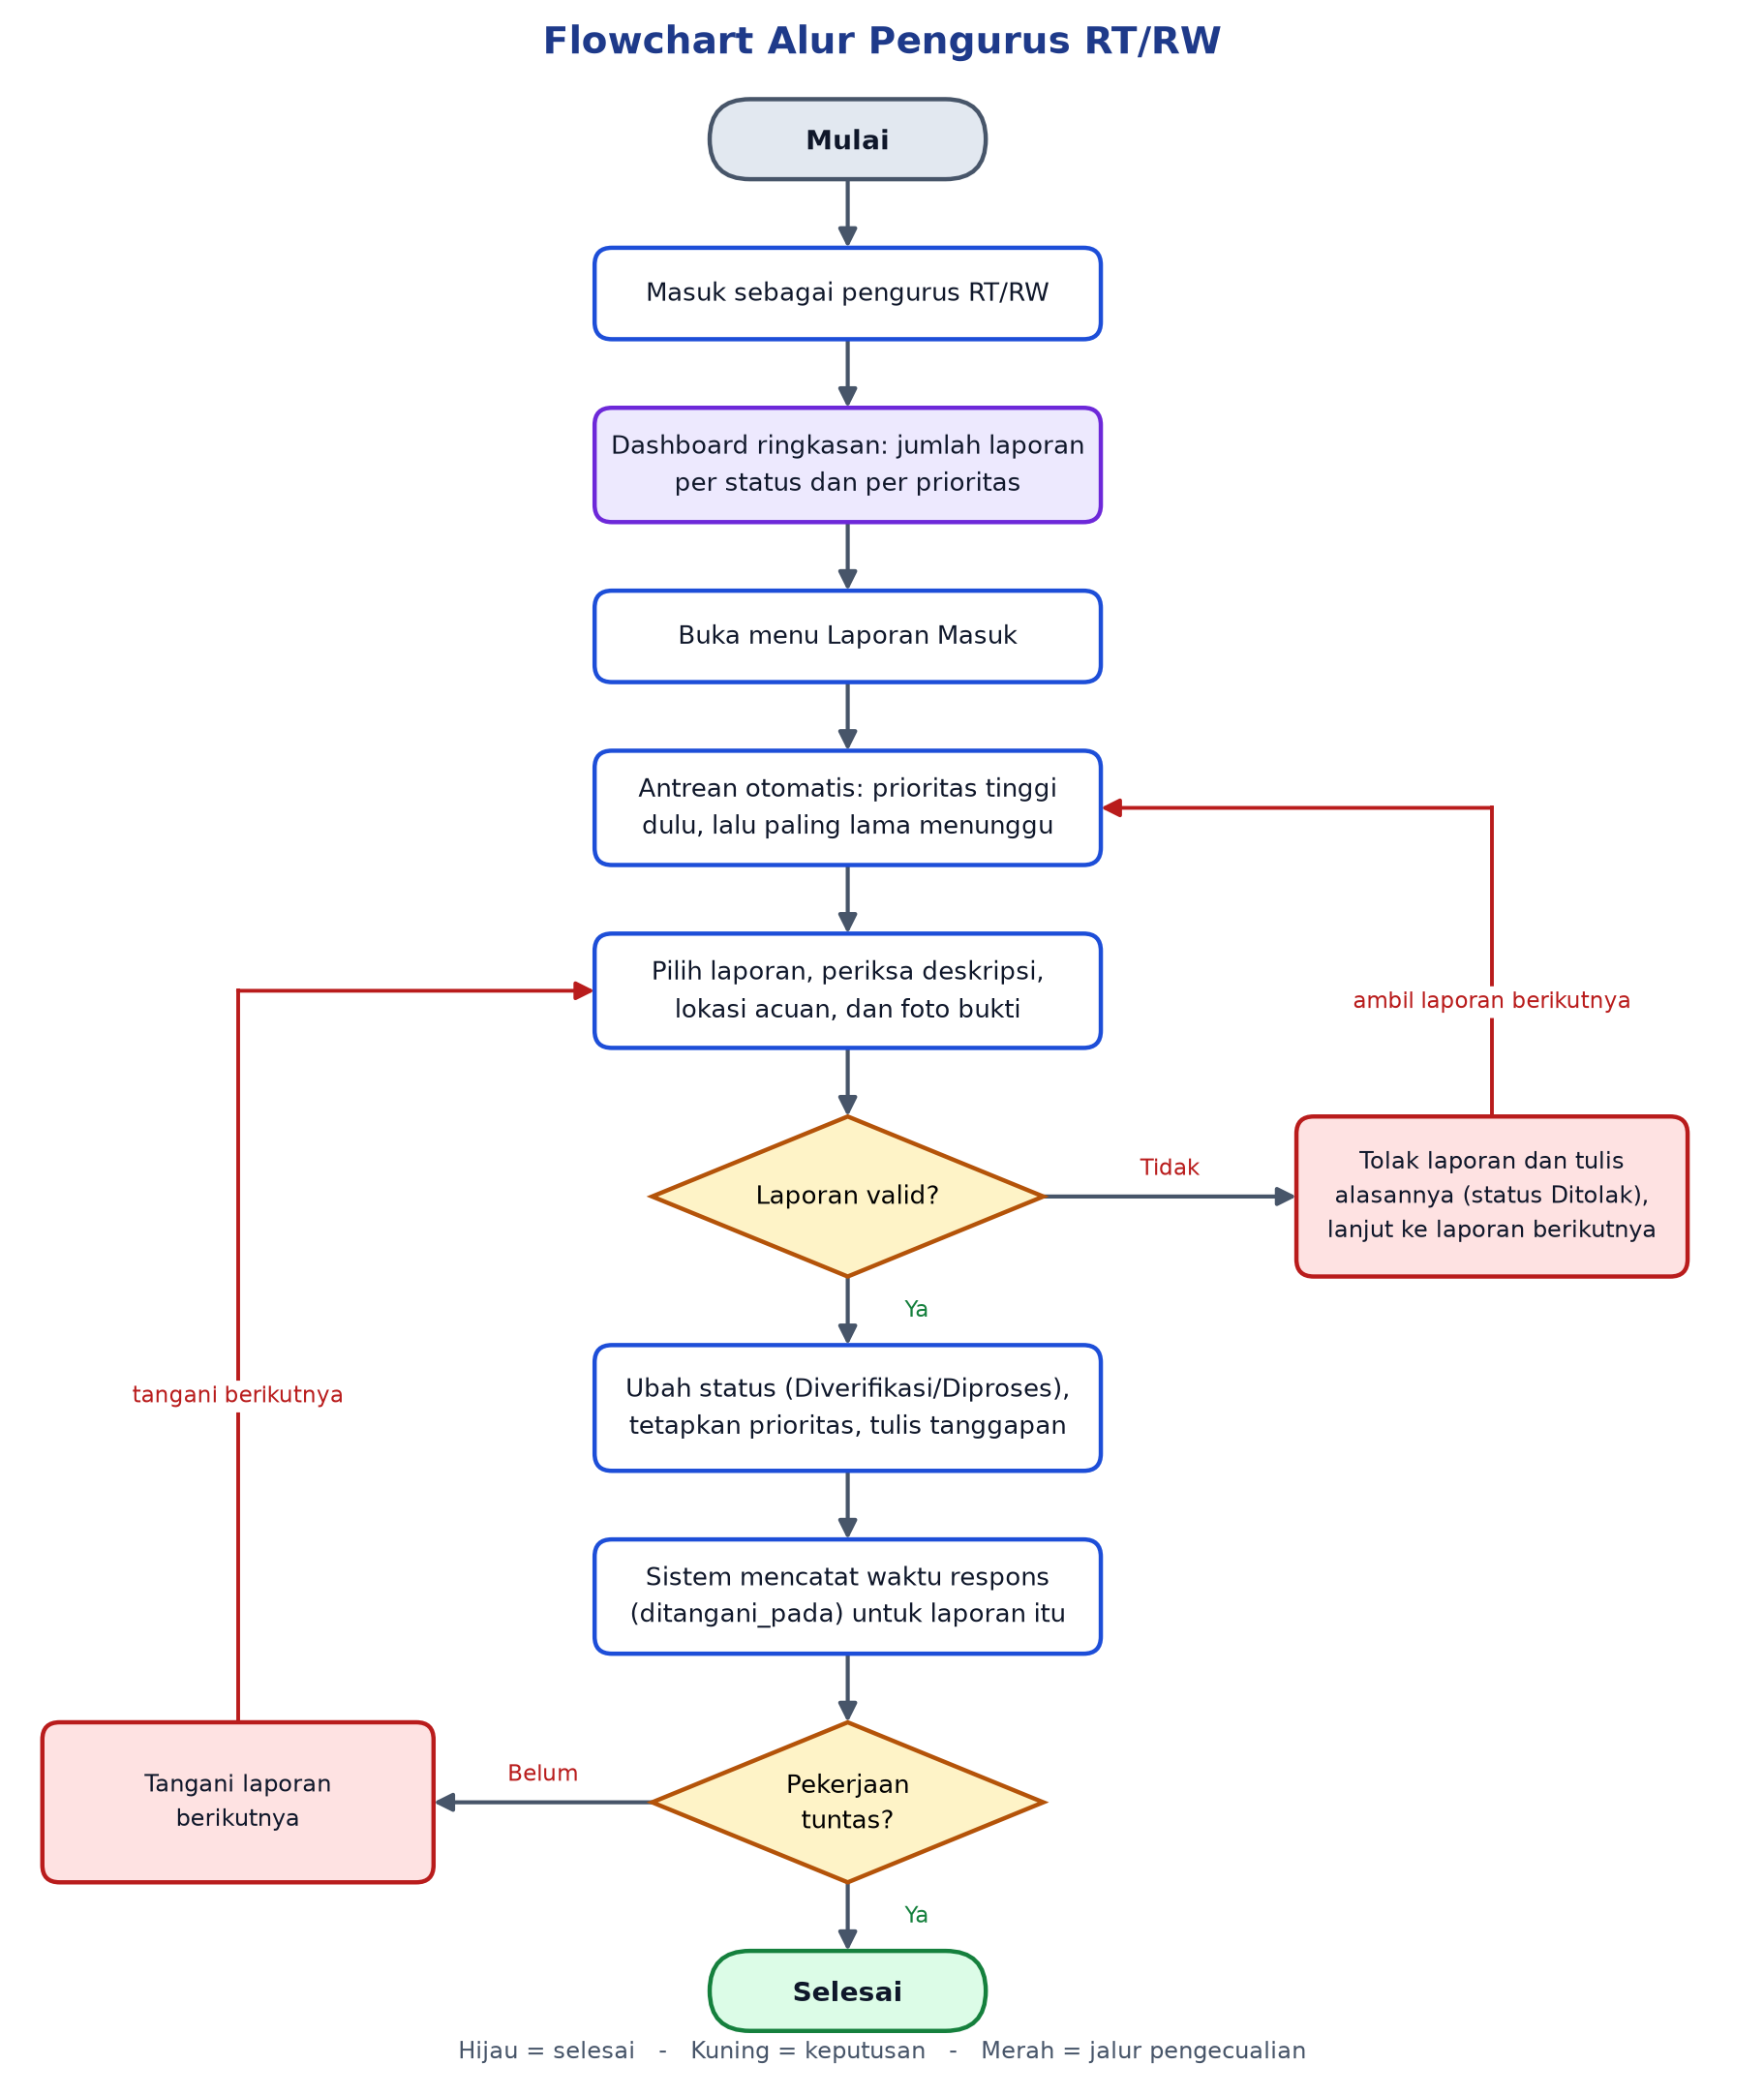 Flowchart Alur Pengurus RT/RW
Mulai
Masuk sebagai pengurus RT/RW
Dashboard ringkasan: jumlah laporan
per status dan per prioritas
Buka menu Laporan Masuk
Antrean otomatis: prioritas tinggi
dulu, lalu paling lama menunggu
Pilih laporan, periksa deskripsi,
lokasi acuan, dan foto bukti
ambil laporan berikutnya
Laporan valid?
Tidak
Tolak laporan dan tulis
alasannya (status Ditolak),
lanjut ke laporan berikutnya
Ya
Ubah status (Diverifikasi/Diproses),
tetapkan prioritas, tulis tanggapan
tangani berikutnya
Sistem mencatat waktu respons
(ditangani_pada) untuk laporan itu
Pekerjaan
tuntas?
Belum
Tangani laporan
berikutnya
Ya
Selesai
Hijau = selesai - Kuning = keputusan - Merah = jalur pengecualian